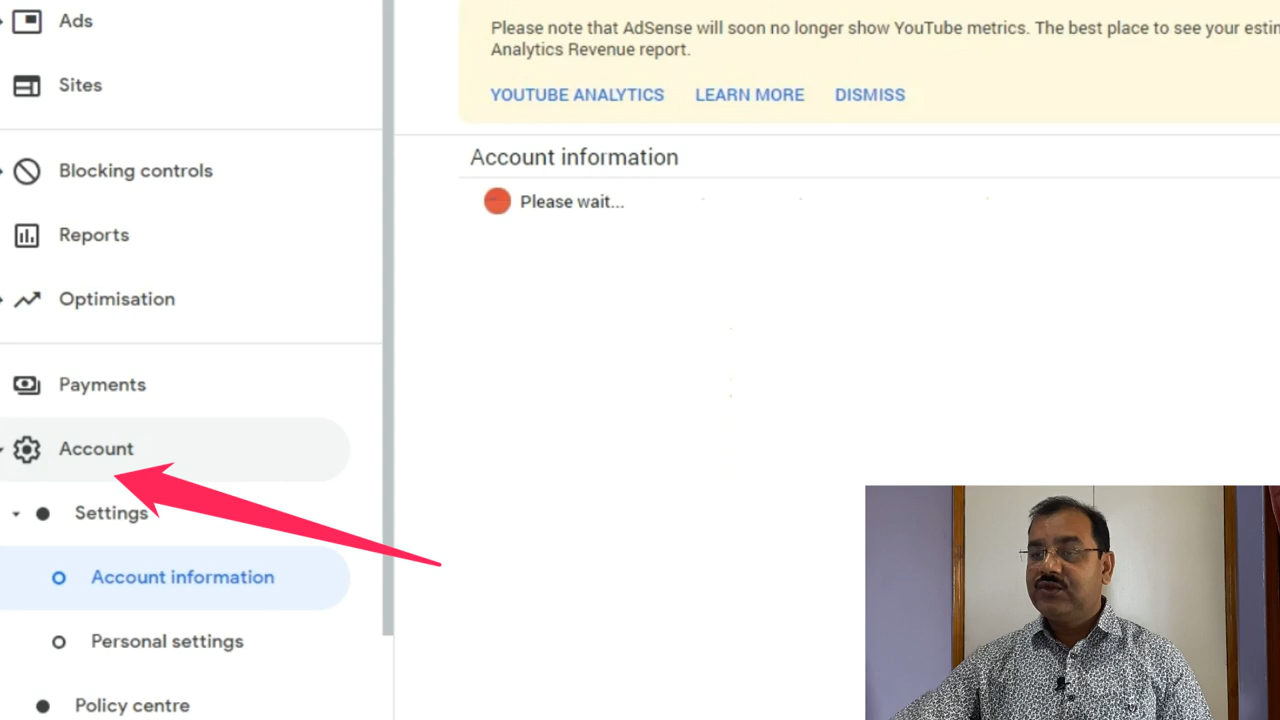 Ads
Sites
Blocking controls
Reports
Optimisation
Payments
Account
Settings
Account information
Personal settings
Policy centre
Please note that AdSense will soon no longer show YouTube metrics. The best place to see your estim
Analytics Revenue report.
YOUTUBE ANALYTICS LEARN MORE DISMISS
Account information
Please wait...